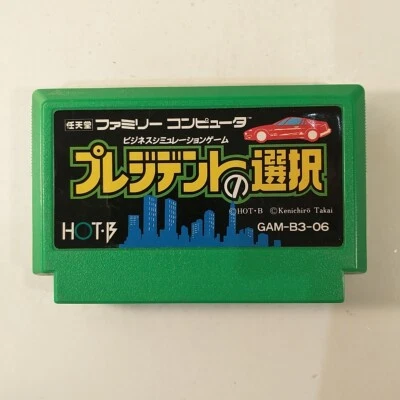 任天堂 ファミリー コンピュータ
ビジネスシミュレーションゲーム
プレジデントの選択
©HOT・B ©Kenichirō Takai
HOT・B
GAM-B3-06